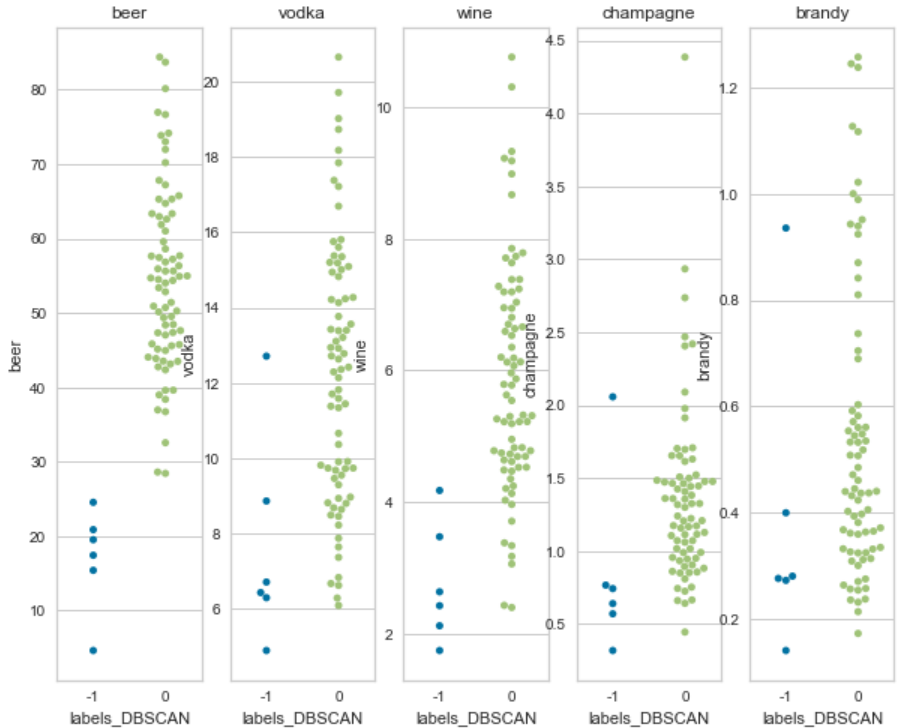 beer
vodka
wine
champagne
brandy
80
70
60
50
40
30
20
10
beer
-1 0
labels_DBSCAN
20
18
16
14
12
10
8
6
vodka
-1 0
labels_DBSCAN
10
8
6
4
2
wine
-1 0
labels_DBSCAN
4.5
4.0
3.5
3.0
2.5
2.0
1.5
1.0
0.5
champagne
-1 0
labels_DBSCAN
1.2
1.0
0.8
0.6
0.4
0.2
brandy
-1 0
labels_DBSCAN